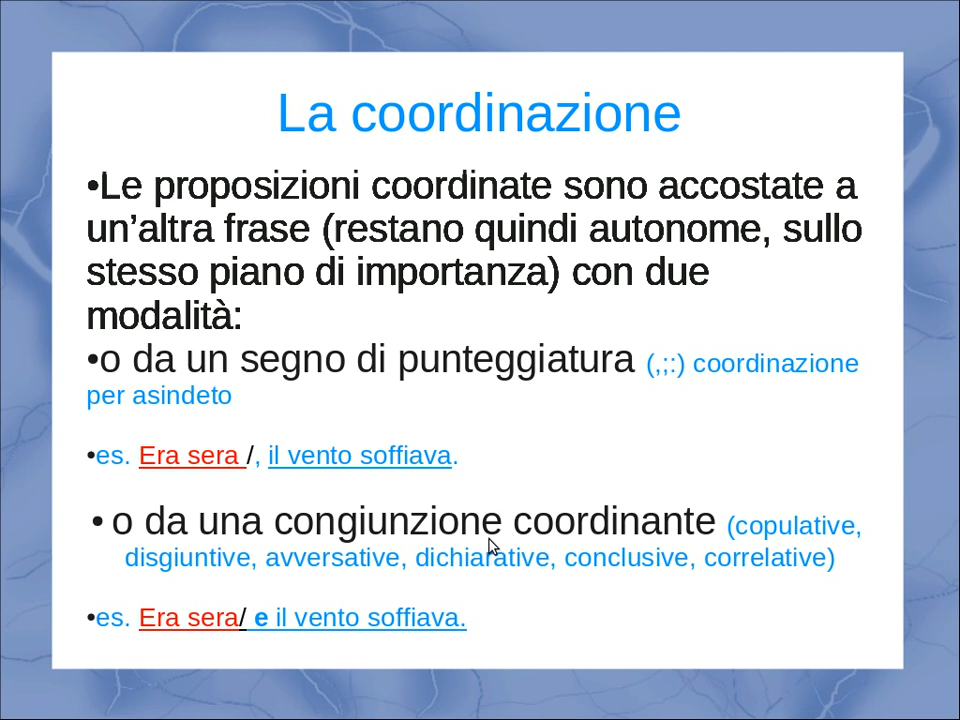 La coordinazione
•Le proposizioni coordinate sono accostate a
un’altra frase (restano quindi autonome, sullo
stesso piano di importanza) con due
modalità:
•o da un segno di punteggiatura (,;:) coordinazione
per asindeto
•es. Era sera /, il vento soffiava.
• o da una congiunzione coordinante (copulative,
disgiuntive, avversative, dichiarative, conclusive, correlative)
•es. Era sera/ e il vento soffiava.